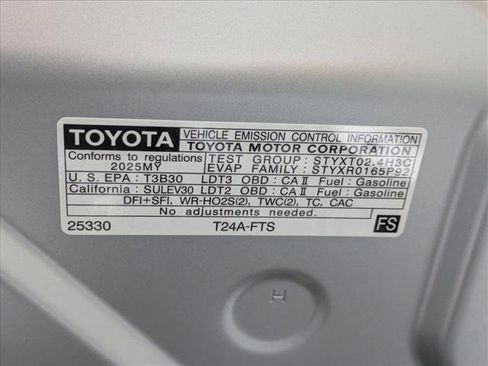 TOYOTA VEHICLE EMISSION CONTROL INFORMATION
TOYOTA MOTOR CORPORATION
Conforms to regulations TEST GROUP : STYXT02.4H3C
2025MY EVAP FAMILY : STYXR0165P92
U.S. EPA : T3B30 LDT3 OBD : CA II Fuel : Gasoline
California : SULEV30 LDT2 OBD : CA II Fuel : Gasoline
DFI+SFI, WR-HO2S(2), TWC(2), TC, CAC
No adjustments needed.
25330 T24A-FTS FS
H